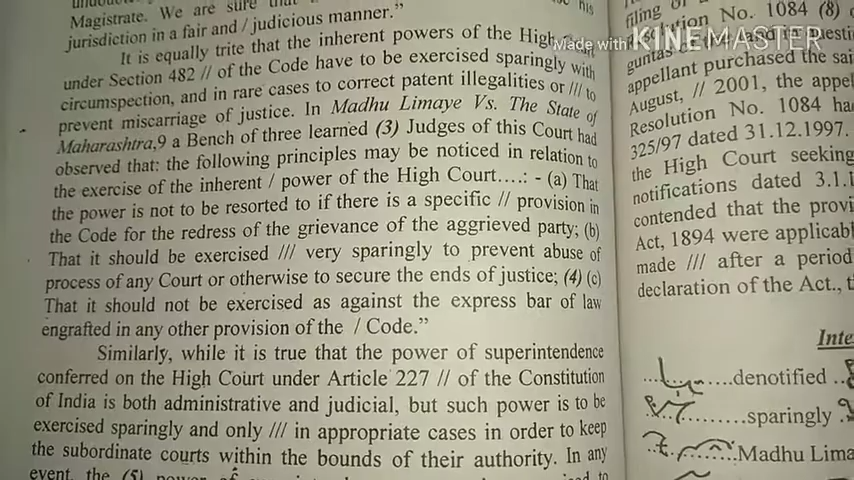 Magistrate. We are sure that
jurisdiction in a fair and / judicious manner."
It is equally trite that the inherent powers of the High Court
under Section 482 // of the Code have to be exercised sparingly with
circumspection, and in rare cases to correct patent illegalities or /// to
prevent miscarriage of justice. In Madhu Limaye Vs. The State of
Maharashtra,9 a Bench of three learned (3) Judges of this Court had
observed that: the following principles may be noticed in relation to
the exercise of the inherent / power of the High Court....: - (a) That
the power is not to be resorted to if there is a specific // provision in
the Code for the redress of the grievance of the aggrieved party; (b)
That it should be exercised /// very sparingly to prevent abuse of
process of any Court or otherwise to secure the ends of justice; (4) (c)
That it should not be exercised as against the express bar of law
engrafted in any other provision of the / Code."
Similarly, while it is true that the power of superintendence
conferred on the High Court under Article 227 // of the Constitution
of India is both administrative and judicial, but such power is to be
exercised sparingly and only /// in appropriate cases in order to keep
the subordinate courts within the bounds of their authority. In any
event, the (5) power of
his
filing of
Resolution No. 1084 (8)
guntas
appellant purchased the sai
August, // 2001, the appel
Resolution No. 1084 ha
325/97 dated 31.12.1997.
the High Court seeking
notifications dated 3.1.1
contended that the provi
Act, 1894 were applicabl
made /// after a period
declaration of the Act., t
Inte
denotified
sparingly
Madhu Lima
Made with KINEMASTER